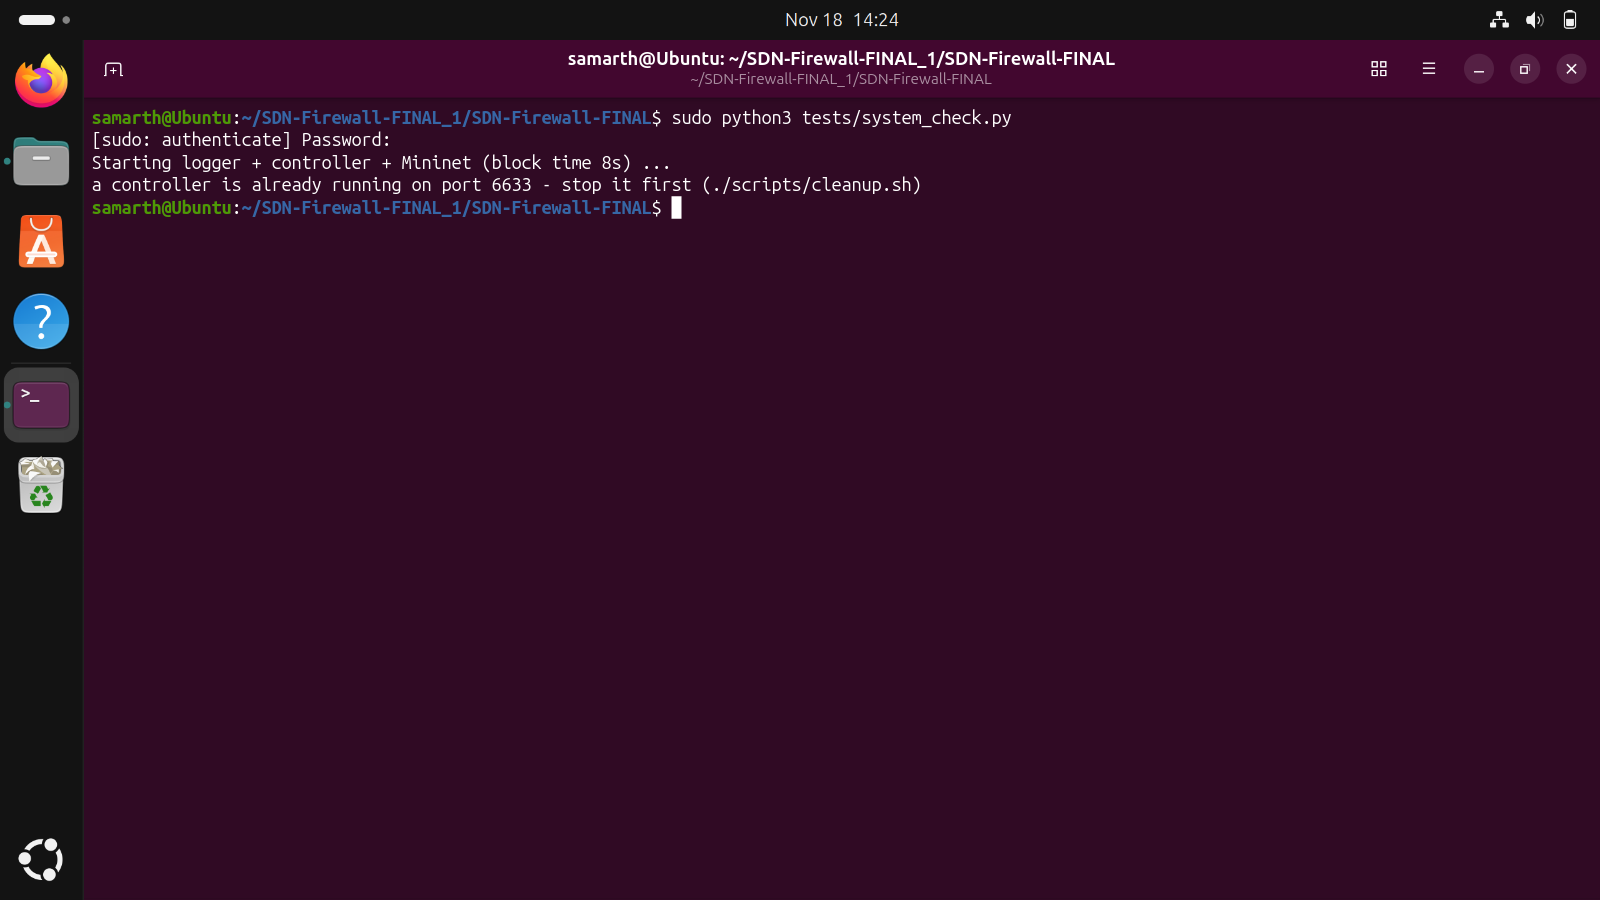 Nov 18 14:24
samarth@Ubuntu: ~/SDN-Firewall-FINAL_1/SDN-Firewall-FINAL
~/SDN-Firewall-FINAL_1/SDN-Firewall-FINAL
samarth@Ubuntu:~/SDN-Firewall-FINAL_1/SDN-Firewall-FINAL$ sudo python3 tests/system_check.py
[sudo: authenticate] Password:
Starting logger + controller + Mininet (block time 8s) ...
a controller is already running on port 6633 - stop it first (./scripts/cleanup.sh)
samarth@Ubuntu:~/SDN-Firewall-FINAL_1/SDN-Firewall-FINAL$